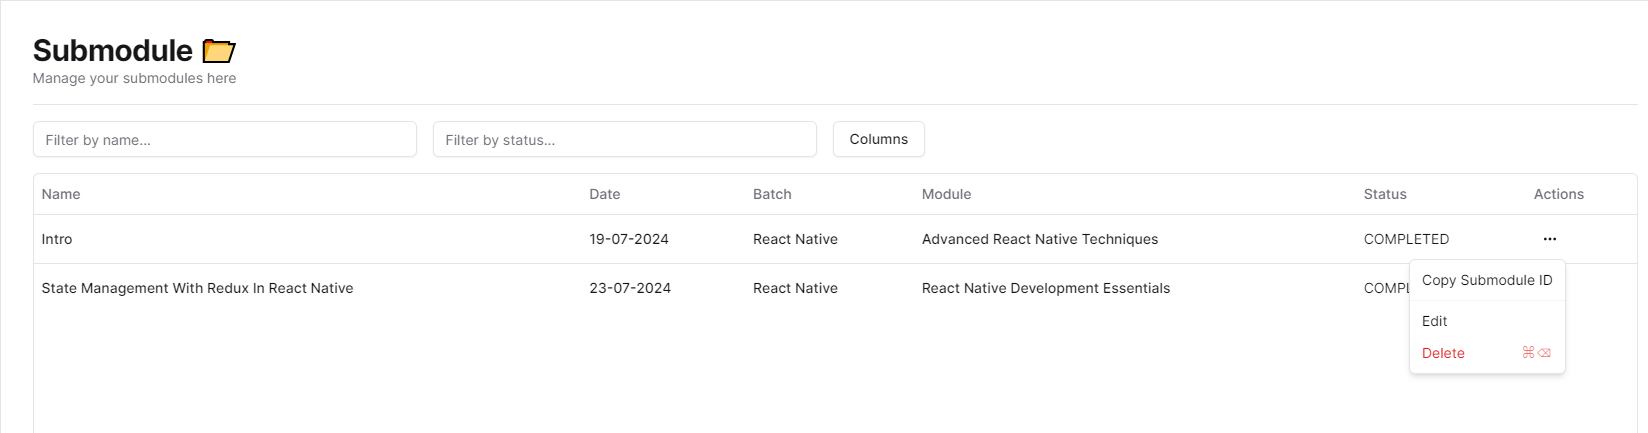 Submodule
Manage your submodules here
Filter by name...
Filter by status...
Columns
Name Date Batch Module Status Actions
Intro 19-07-2024 React Native Advanced React Native Techniques COMPLETED
State Management With Redux In React Native 23-07-2024 React Native React Native Development Essentials
Copy Submodule ID
Edit
Delete ⌘⌫